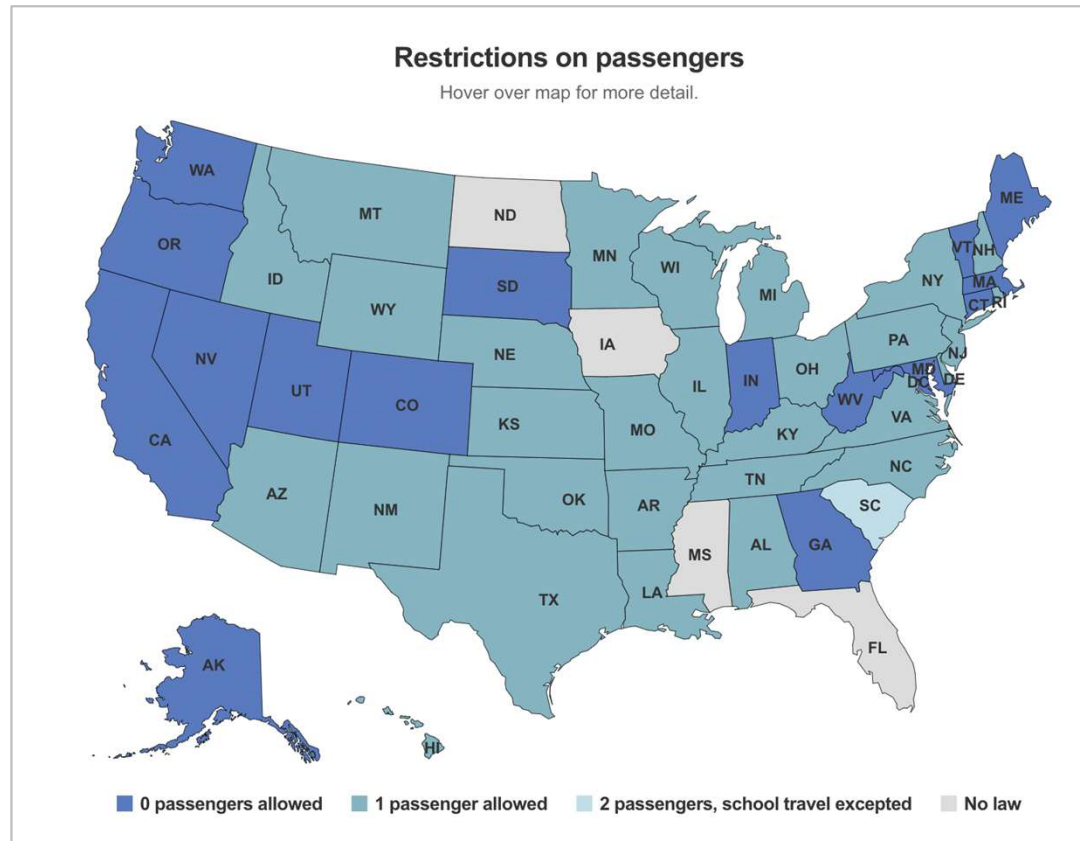 Restrictions on passengers
Hover over map for more detail.
WA
ME
MT
ND
VT
NH
OR
MN
ID
SD
WI
NY
MA
MI
CT
RI
WY
IA
PA
NE
NJ
NV
OH
MD
IL
IN
DE
UT
DC
CO
WV
VA
CA
KS
MO
KY
NC
TN
AZ
OK
NM
AR
SC
MS
AL
GA
TX
LA
FL
AK
HI
0 passengers allowed 1 passenger allowed 2 passengers, school travel excepted No law